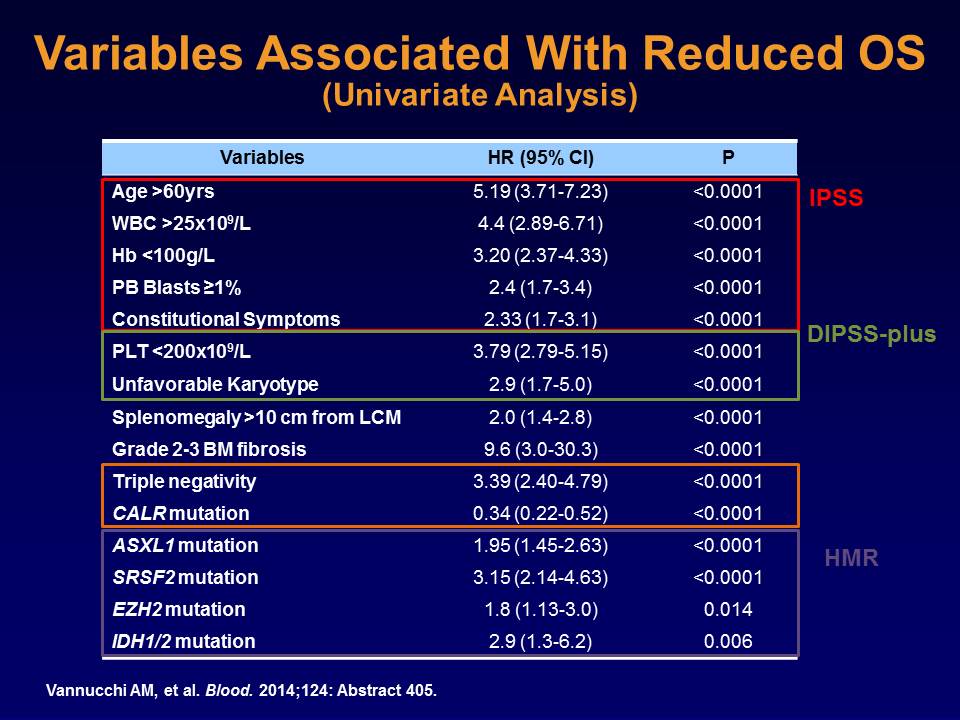 Variables Associated With Reduced OS
(Univariate Analysis)
Variables HR (95% CI) P
Age >60yrs 5.19 (3.71-7.23) <0.0001
IPSS
WBC >25x10⁹/L 4.4 (2.89-6.71) <0.0001
Hb <100g/L 3.20 (2.37-4.33) <0.0001
PB Blasts ≥1% 2.4 (1.7-3.4) <0.0001
Constitutional Symptoms 2.33 (1.7-3.1) <0.0001
DIPSS-plus
PLT <200x10⁹/L 3.79 (2.79-5.15) <0.0001
Unfavorable Karyotype 2.9 (1.7-5.0) <0.0001
Splenomegaly >10 cm from LCM 2.0 (1.4-2.8) <0.0001
Grade 2-3 BM fibrosis 9.6 (3.0-30.3) <0.0001
Triple negativity 3.39 (2.40-4.79) <0.0001
CALR mutation 0.34 (0.22-0.52) <0.0001
ASXL1 mutation 1.95 (1.45-2.63) <0.0001
HMR
SRSF2 mutation 3.15 (2.14-4.63) <0.0001
EZH2 mutation 1.8 (1.13-3.0) 0.014
IDH1/2 mutation 2.9 (1.3-6.2) 0.006
Vannucchi AM, et al. Blood. 2014;124: Abstract 405.